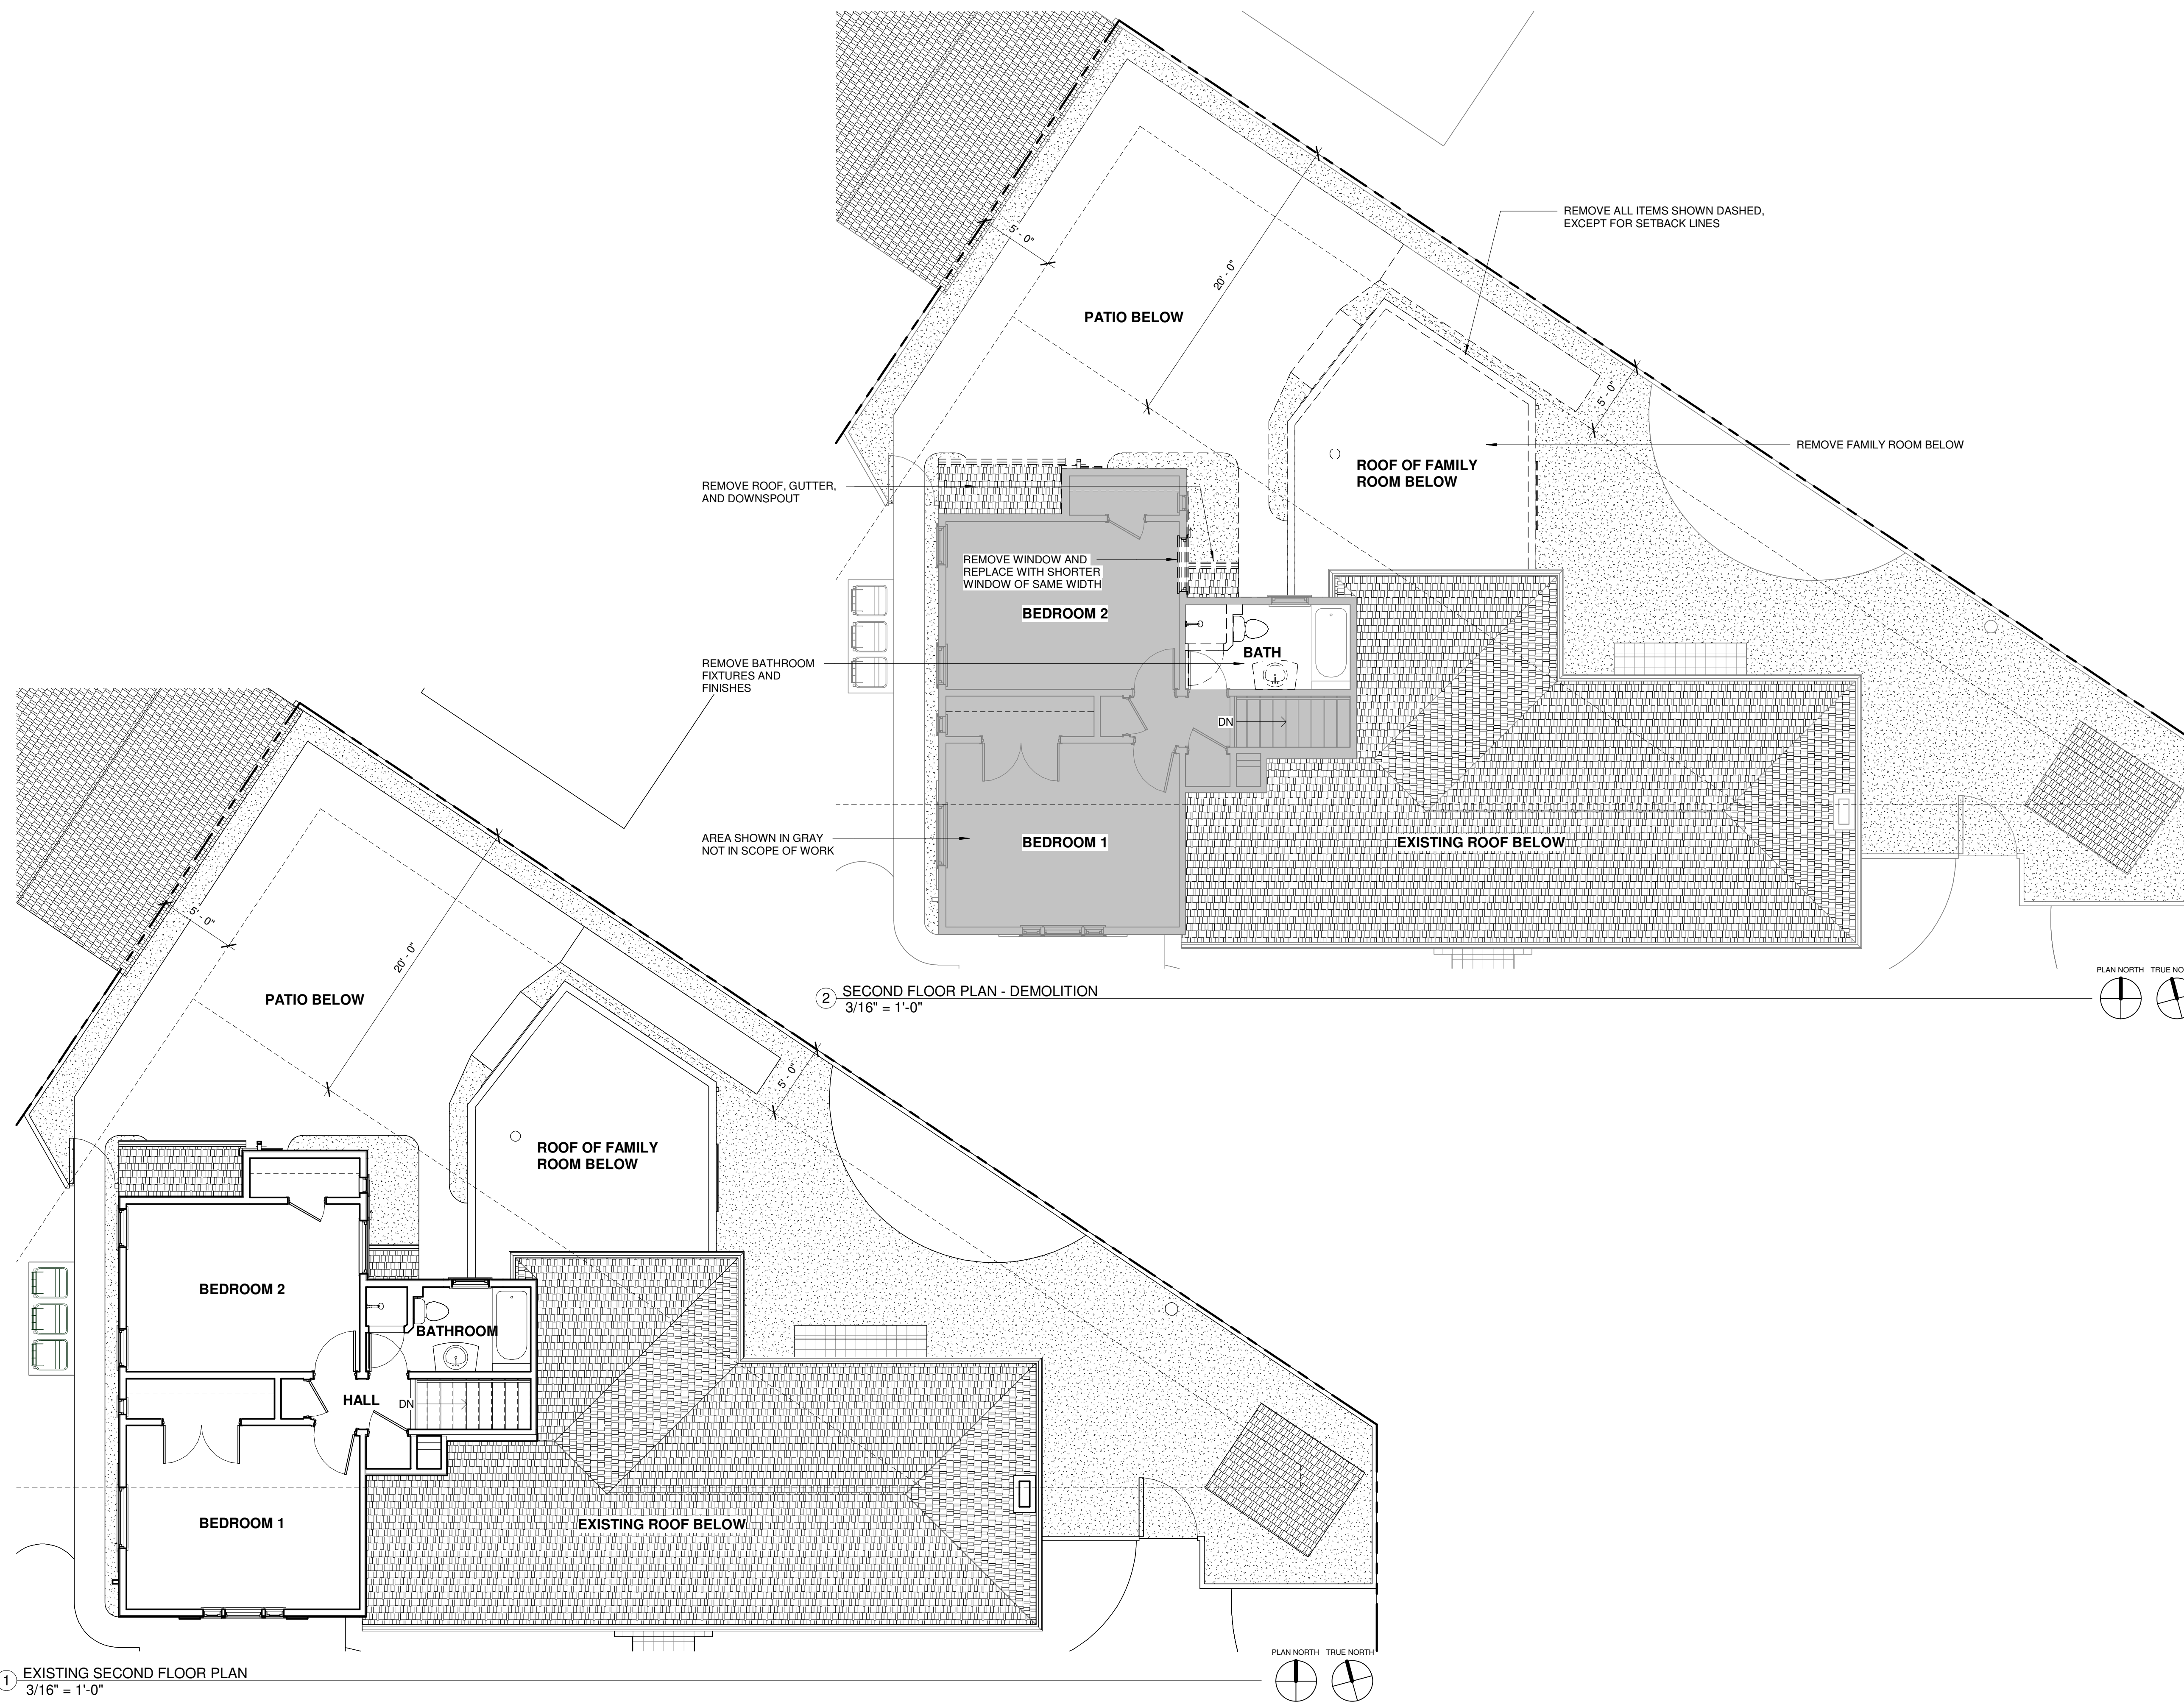 REMOVE ALL ITEMS SHOWN DASHED,
EXCEPT FOR SETBACK LINES
5' - 0"
20' - 0"
PATIO BELOW
5' - 0"
REMOVE FAMILY ROOM BELOW
ROOF OF FAMILY
ROOM BELOW
REMOVE ROOF, GUTTER,
AND DOWNSPOUT
REMOVE WINDOW AND
REPLACE WITH SHORTER
WINDOW OF SAME WIDTH
BEDROOM 2
BATH
REMOVE BATHROOM
FIXTURES AND
FINISHES
DN
AREA SHOWN IN GRAY
NOT IN SCOPE OF WORK
BEDROOM 1
EXISTING ROOF BELOW
PLAN NORTH
TRUE NO
2
SECOND FLOOR PLAN - DEMOLITION
3/16" = 1'-0"
5' - 0"
20' - 0"
PATIO BELOW
5' - 0"
ROOF OF FAMILY
ROOM BELOW
BEDROOM 2
BATHROOM
HALL
DN
BEDROOM 1
EXISTING ROOF BELOW
PLAN NORTH
TRUE NORTH
1
EXISTING SECOND FLOOR PLAN
3/16" = 1'-0"